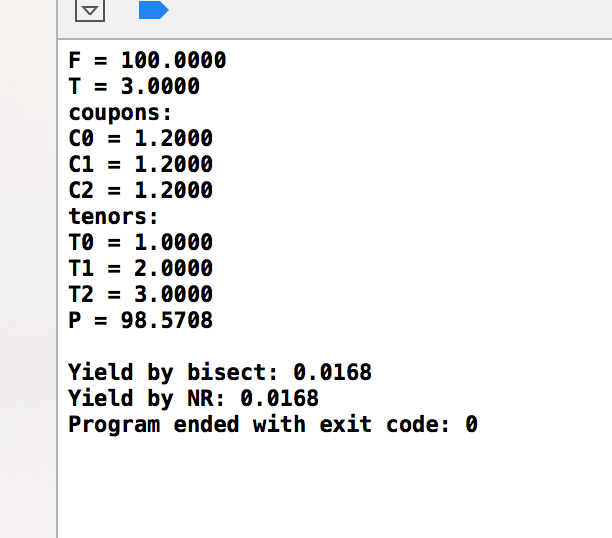 F = 100.0000
T = 3.0000
coupons:
C0 = 1.2000
C1 = 1.2000
C2 = 1.2000
tenors:
T0 = 1.0000
T1 = 2.0000
T2 = 3.0000
P = 98.5708
Yield by bisect: 0.0168
Yield by NR: 0.0168
Program ended with exit code: 0